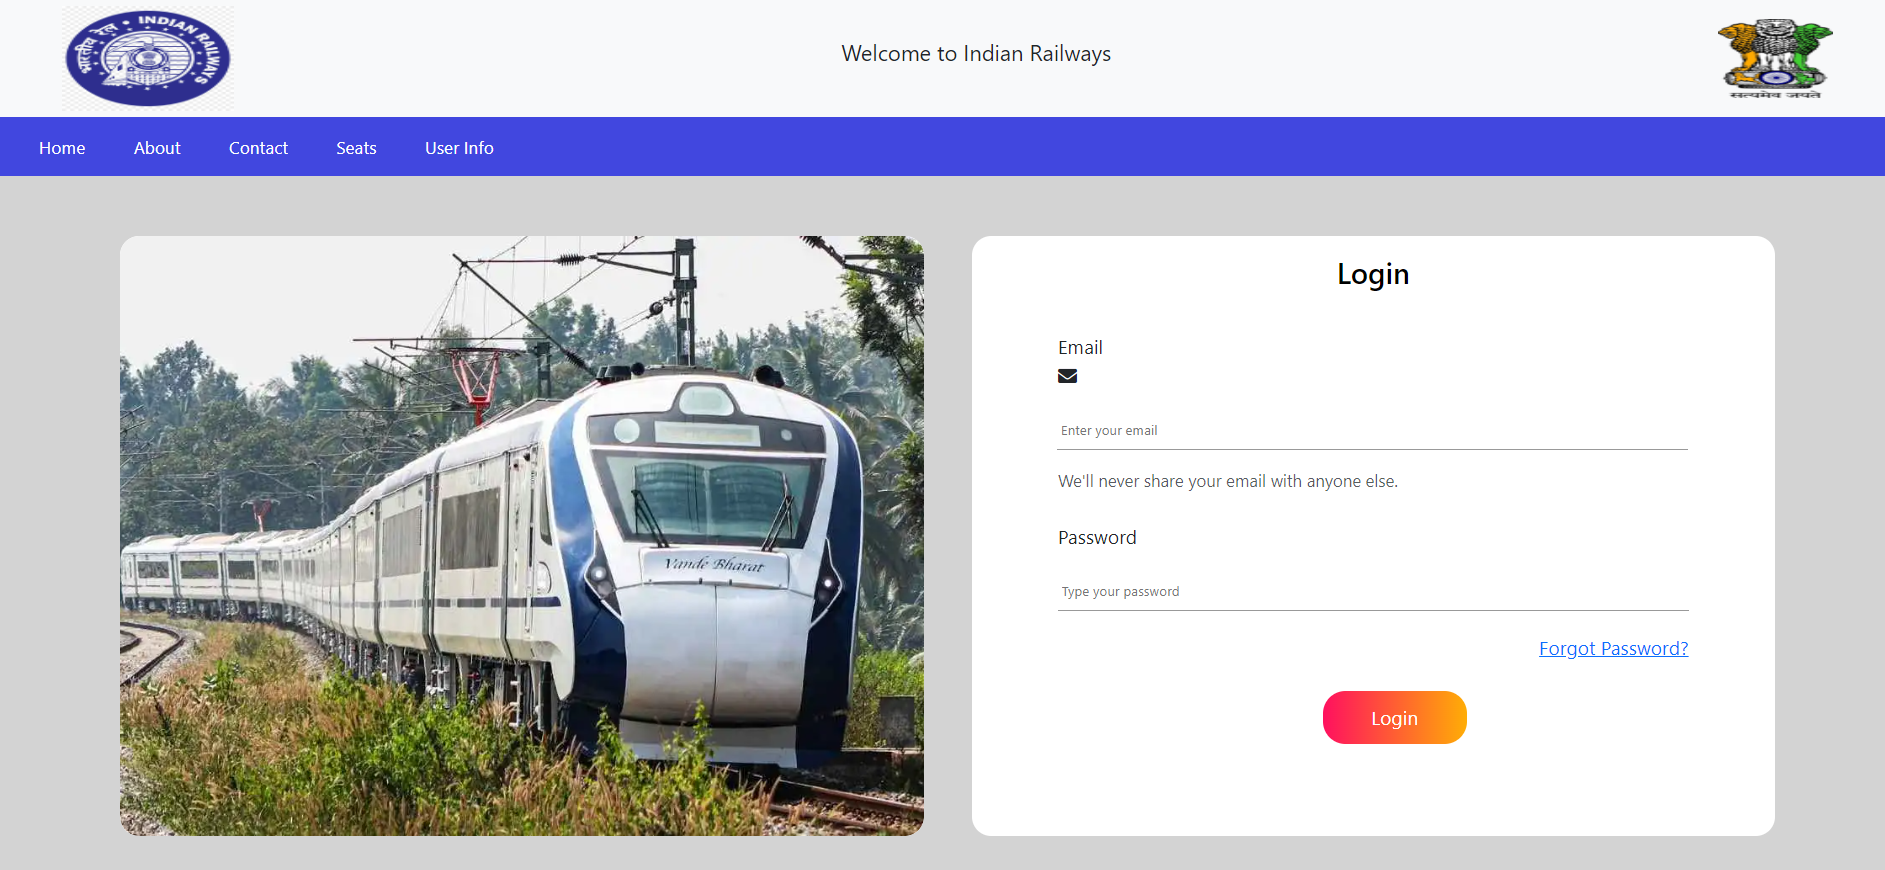 INDIAN RAILWAYS
भारतीय रेल
Welcome to Indian Railways
सत्यमेव जयते
Home About Contact Seats User Info
Vande Bharat
Login
Email
Enter your email
We'll never share your email with anyone else.
Password
Type your password
Forgot Password?
Login